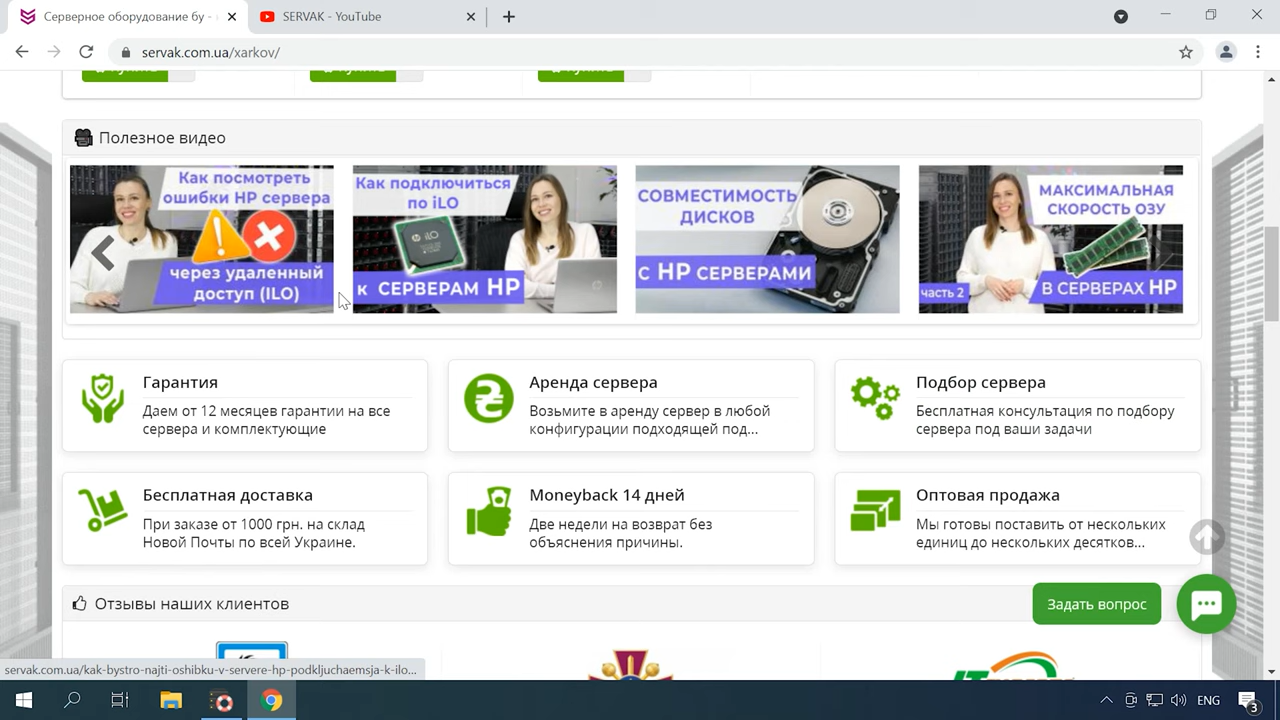 Серверное оборудование бу -
SERVAK - YouTube
servak.com.ua/xarkov/
Полезное видео
Как посмотреть
ошибки HP сервера
через удаленный
доступ (ILO)
Как подключиться
по iLO
iLO
к СЕРВЕРАМ HP
СОВМЕСТИМОСТЬ
ДИСКОВ
С HP СЕРВЕРАМИ
МАКСИМАЛЬНАЯ
СКОРОСТЬ ОЗУ
часть 2
В СЕРВЕРАХ HP
Гарантия
Даем от 12 месяцев гарантии на все
сервера и комплектующие
Аренда сервера
Возьмите в аренду сервер в любой
конфигурации подходящей под...
Подбор сервера
Бесплатная консультация по подбору
сервера под ваши задачи
Бесплатная доставка
При заказе от 1000 грн. на склад
Новой Почты по всей Украине.
Moneyback 14 дней
Две недели на возврат без
объяснения причины.
Оптовая продажа
Мы готовы поставить от нескольких
единиц до нескольких десятков...
Отзывы наших клиентов
Задать вопрос
servak.com.ua/kak-bystro-najti-oshibku-v-servere-hp-podkljuchaemsja-k-ilo...
ENG
3